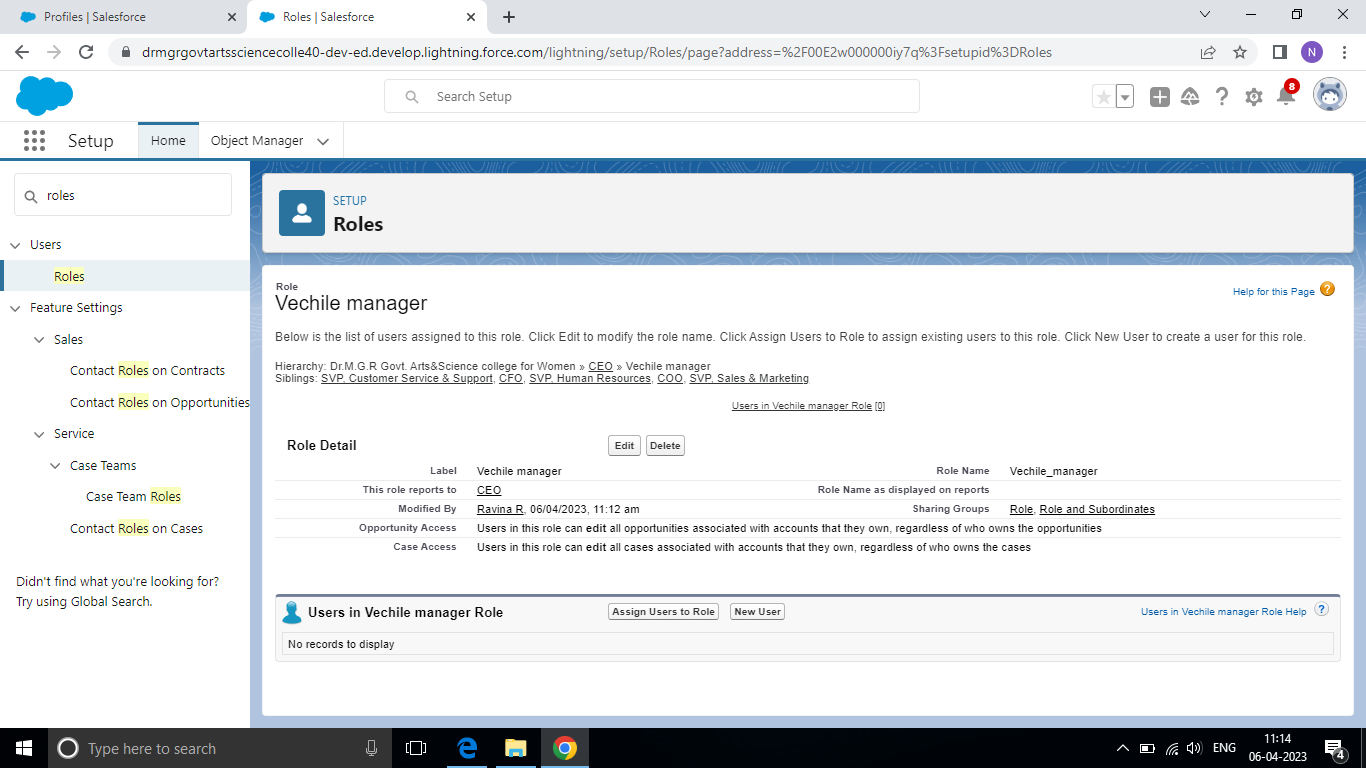 Profiles | Salesforce
Roles | Salesforce
drmgrgovtartssciencecolle40-dev-ed.develop.lightning.force.com/lightning/setup/Roles/page?address=%2F00E2w000000iy7q%3Fsetupid%3DRoles
N
Search Setup
8
Setup
Home
Object Manager
roles
Users
Roles
Feature Settings
Sales
Contact Roles on Contracts
Contact Roles on Opportunities
Service
Case Teams
Case Team Roles
Contact Roles on Cases
Didn't find what you're looking for?
Try using Global Search.
SETUP
Roles
Role
Vechile manager
Help for this Page ?
Below is the list of users assigned to this role. Click Edit to modify the role name. Click Assign Users to Role to assign existing users to this role. Click New User to create a user for this role.
Hierarchy: Dr.M.G.R Govt. Arts&Science college for Women » CEO » Vechile manager
Siblings: SVP, Customer Service & Support, CFO, SVP, Human Resources, COO, SVP, Sales & Marketing
Users in Vechile manager Role [0]
Role Detail Edit Delete
Label Vechile manager Role Name Vechile_manager
This role reports to CEO Role Name as displayed on reports
Modified By Ravina R, 06/04/2023, 11:12 am Sharing Groups Role, Role and Subordinates
Opportunity Access Users in this role can edit all opportunities associated with accounts that they own, regardless of who owns the opportunities
Case Access Users in this role can edit all cases associated with accounts that they own, regardless of who owns the cases
Users in Vechile manager Role Assign Users to Role New User Users in Vechile manager Role Help ?
No records to display
Type here to search
ENG
11:14
06-04-2023
4